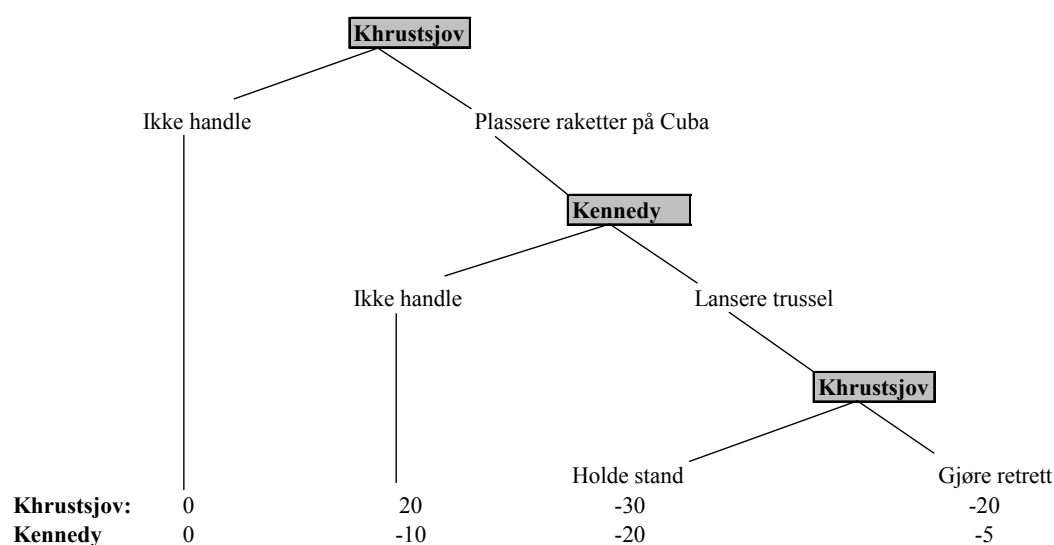 Khrustsjov
Ikke handle Plassere raketter på Cuba
Kennedy
Ikke handle Lansere trussel
Khrustsjov
Holde stand Gjøre retrett
Khrustsjov: 0 20 -30 -20
Kennedy 0 -10 -20 -5